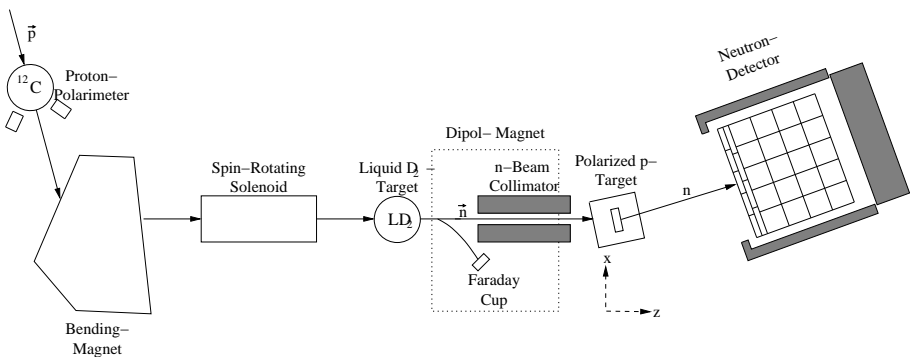 p
12C
Proton–
Polarimeter
Bending–
Magnet
Spin–Rotating
Solenoid
Liquid D2
Target
LD2
Dipol– Magnet
n
n–Beam
Collimator
Faraday
Cup
Polarized p–
Target
x
z
n
Neutron–
Detector